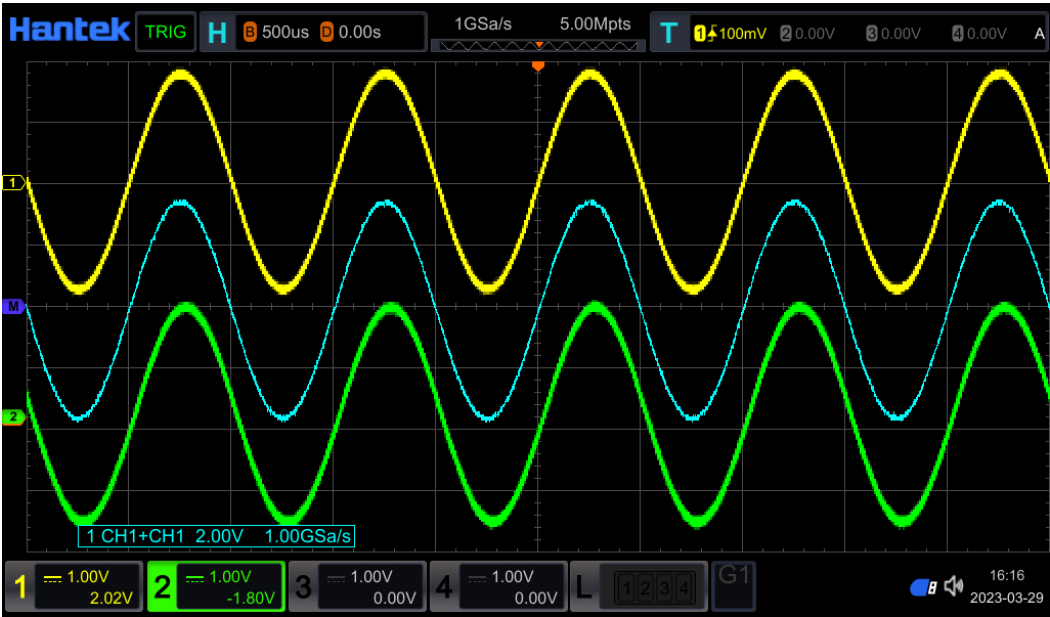 Hantek TRIG H B 500us D 0.00s 1GSa/s 5.00Mpts T 1 100mV 2 0.00V 3 0.00V 4 0.00V A
1
M
2
1 CH1+CH1 2.00V 1.00GSa/s
1 1.00V 2.02V 2 1.00V -1.80V 3 1.00V 0.00V 4 1.00V 0.00V L 1 2 3 4 G1 16:16
2023-03-29